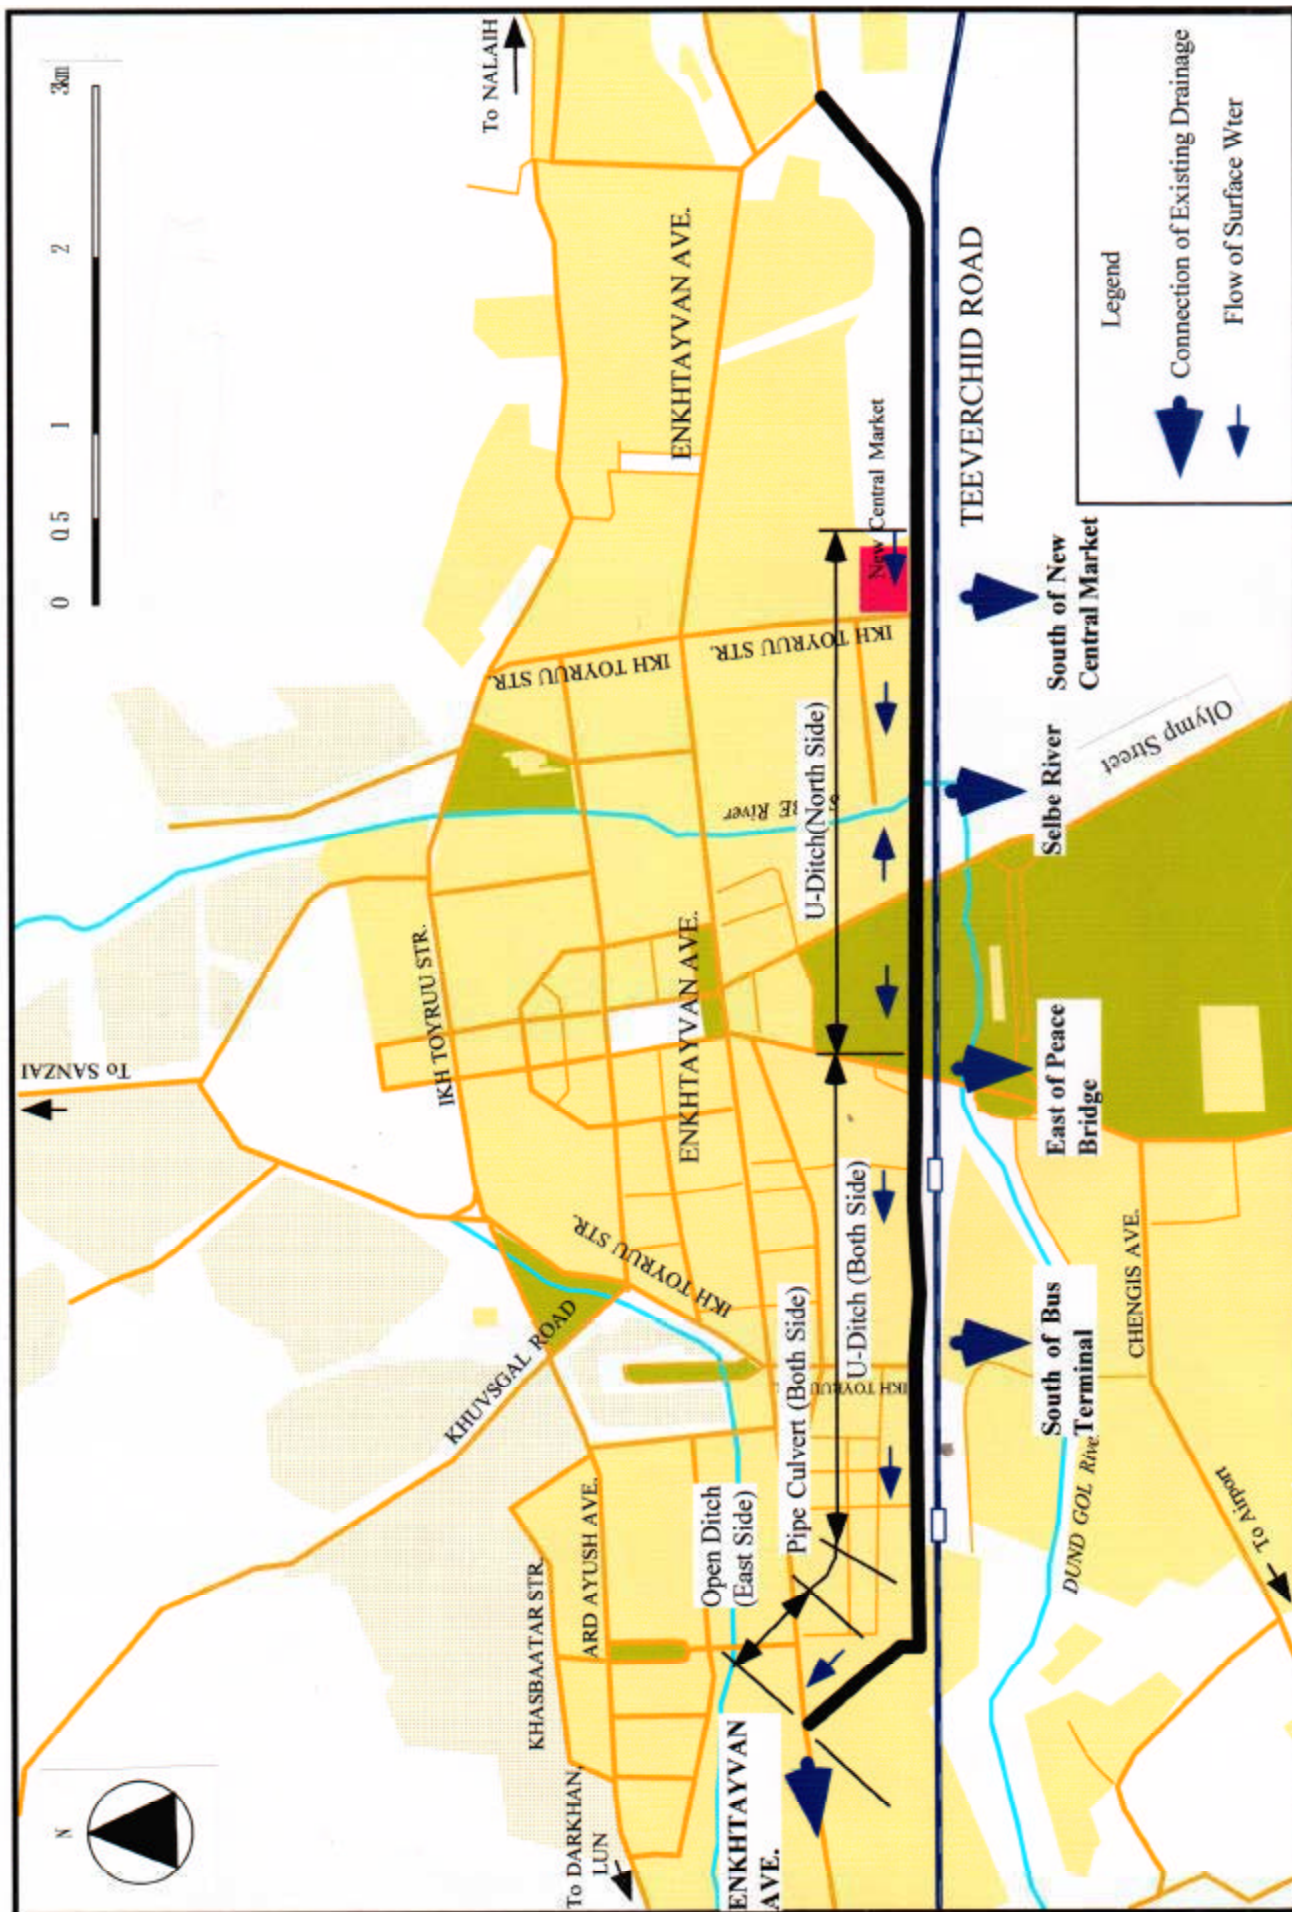 N
0
0.5
1
2
3km
To SANZAI
To NALAIH
To DARKHAN,
LUN
KHASBAATAR STR.
ARD AYUSH AVE.
KHUVSGAL ROAD
IKH TOYRUU STR.
IKH TOYRUU STR.
IKH TOYRUU STR.
IKH TOYRUU STR.
IKH TOYRUU
ENKHTAYVAN AVE.
ENKHTAYVAN AVE.
ENKHTAYVAN
AVE.
Open Ditch
(East Side)
Pipe Culvert (Both Side)
U-Ditch (Both Side)
U-Ditch(North Side)
BE River
New Central Market
TEEVERCHID ROAD
South of Bus
Terminal
East of Peace
Bridge
Selbe River
South of New
Central Market
Olymp Street
CHENGIS AVE.
DUND GOL River
To Airport
Legend
Connection of Existing Drainage
Flow of Surface Wter